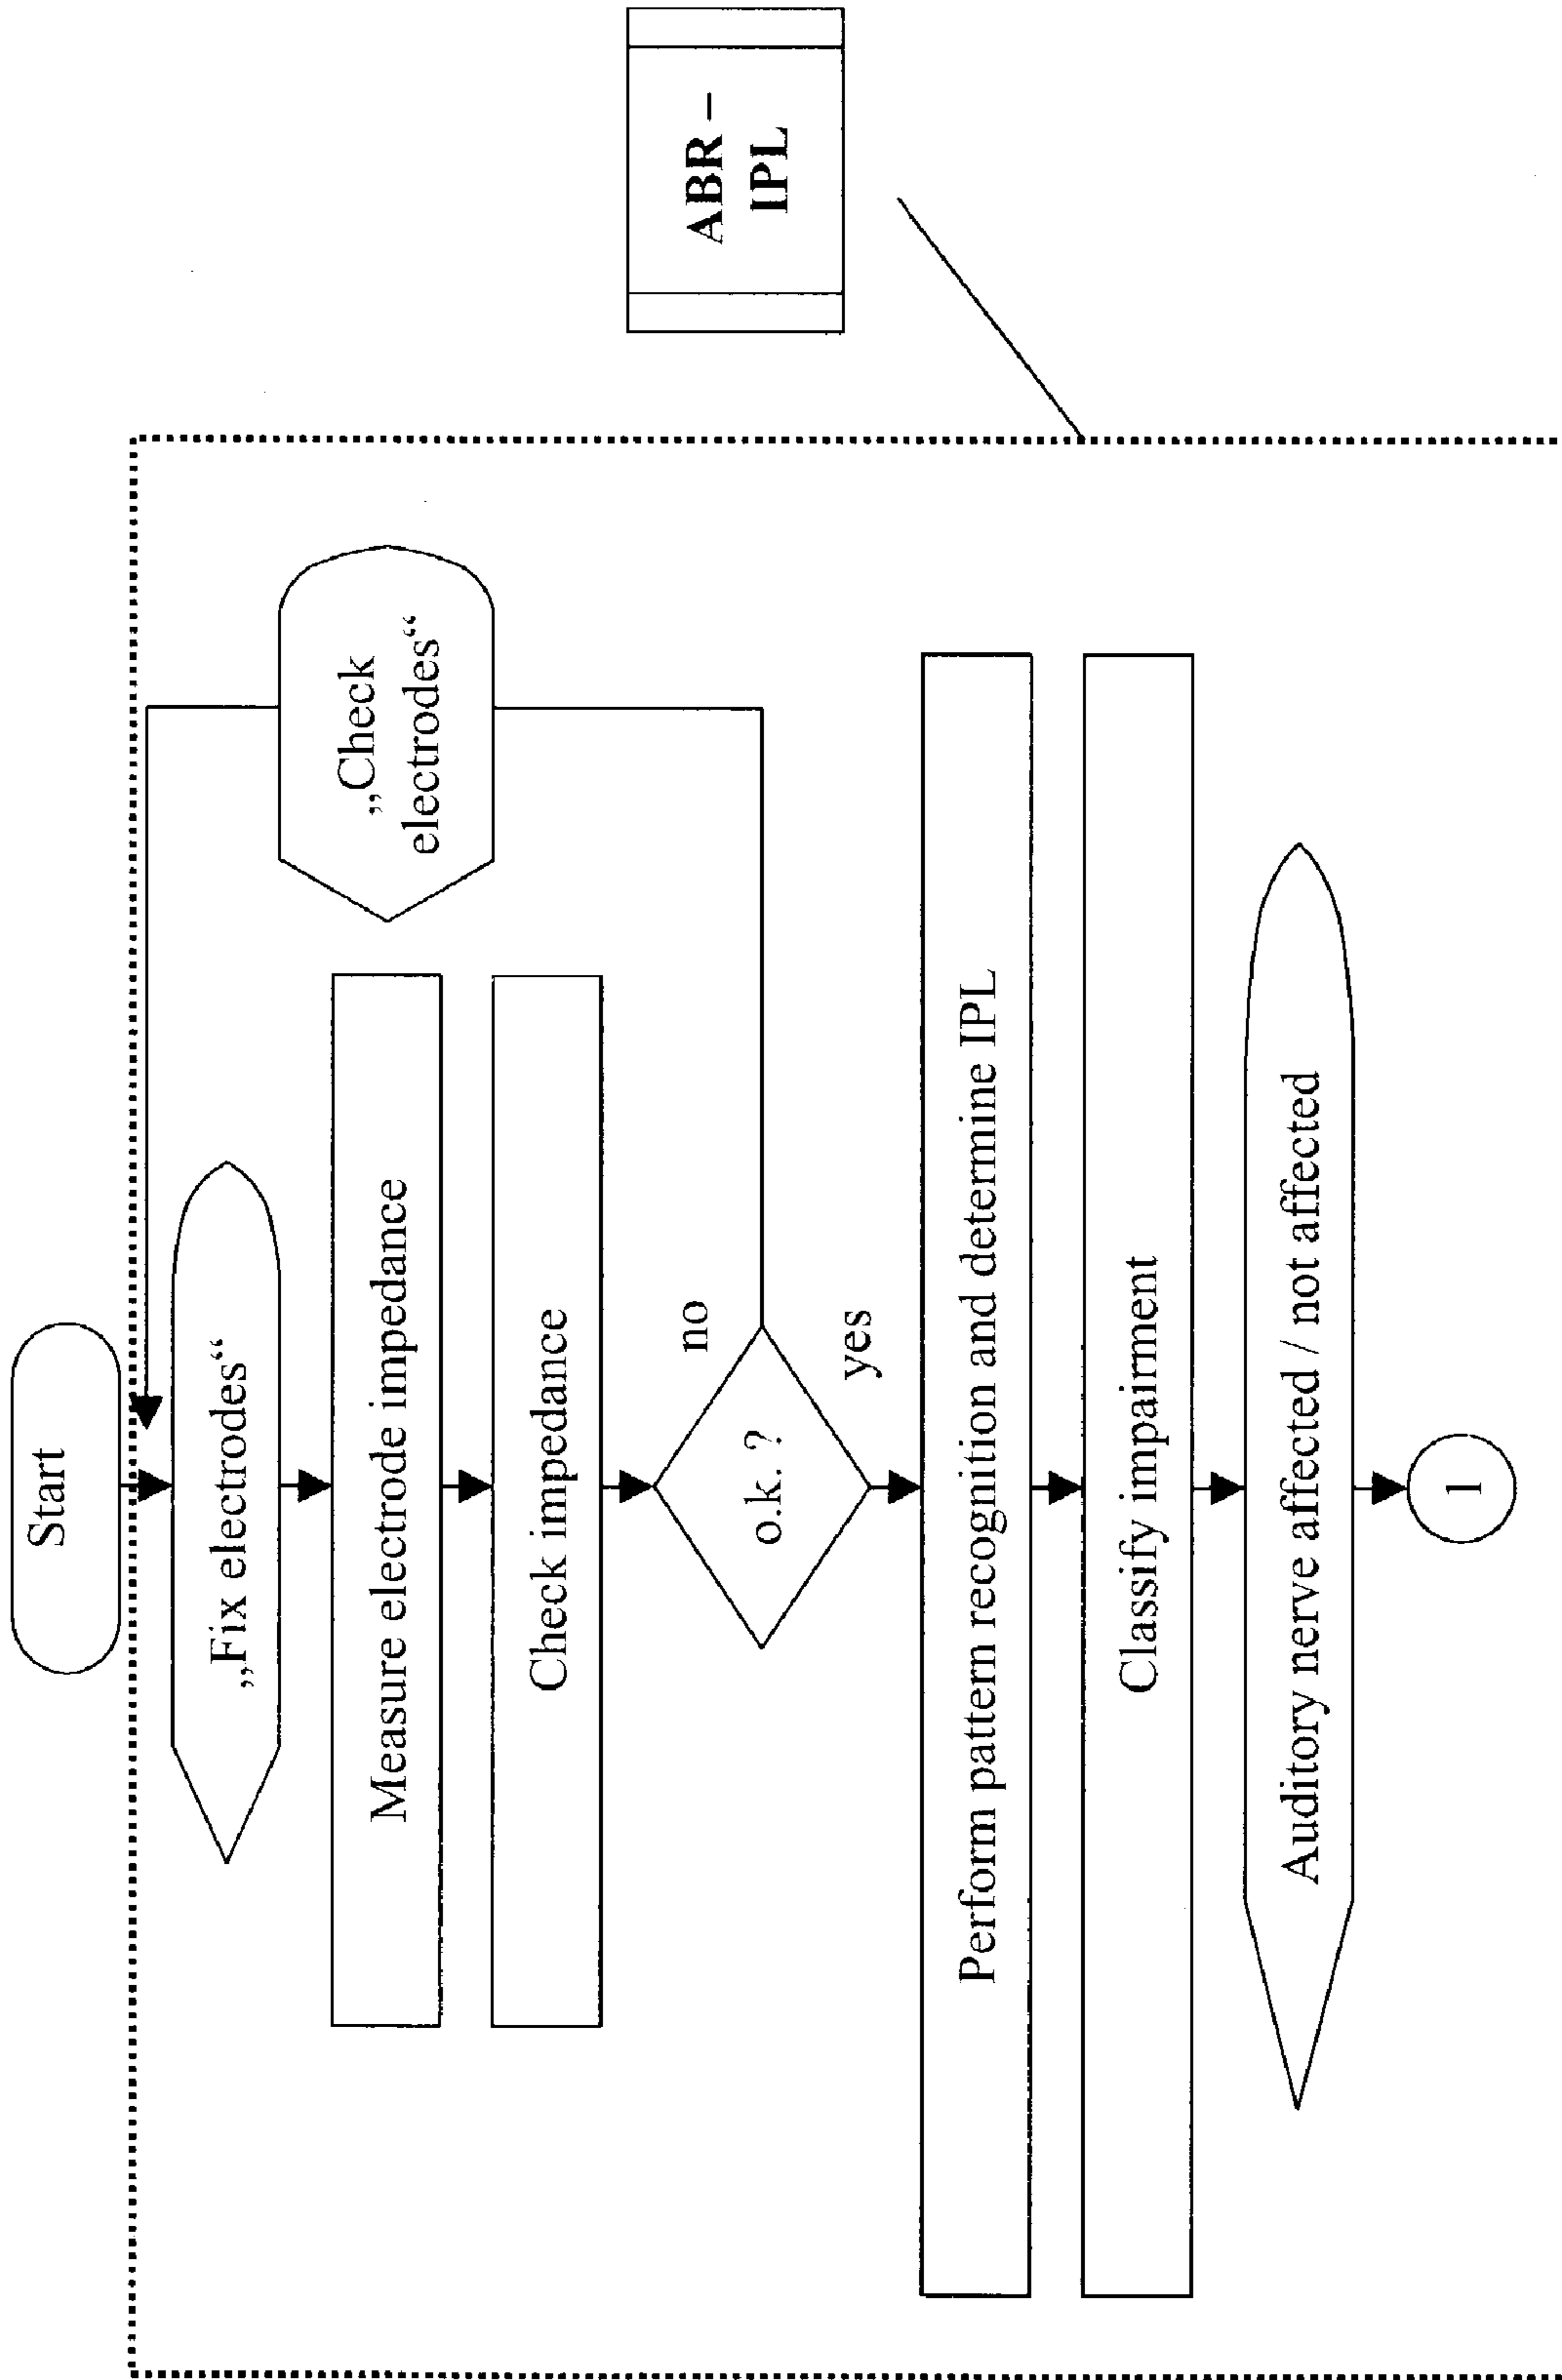 Start
„Fix electrodes“
Measure electrode impedance
Check impedance
„Check
electrodes“
o.k. ?
no
yes
Perform pattern recognition and determine IPL
Classify impairment
Auditory nerve affected / not affected
1
ABR –
IPL